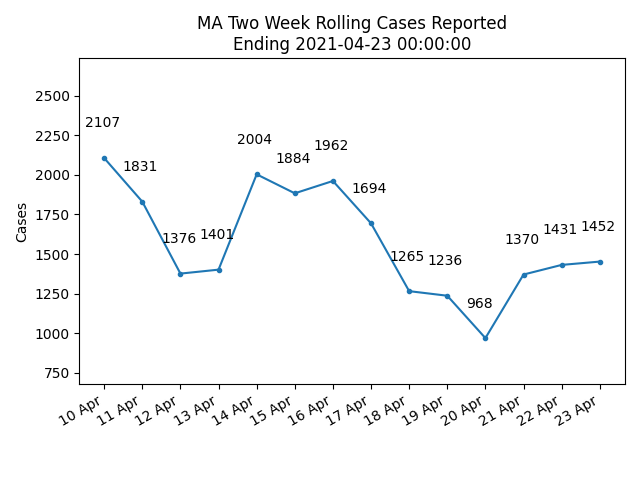 MA Two Week Rolling Cases Reported
Ending 2021-04-23 00:00:00
Cases
2500
2250
2000
1750
1500
1250
1000
750
2107
1831
1376
1401
2004
1884
1962
1694
1265
1236
968
1370
1431
1452
10 Apr
11 Apr
12 Apr
13 Apr
14 Apr
15 Apr
16 Apr
17 Apr
18 Apr
19 Apr
20 Apr
21 Apr
22 Apr
23 Apr